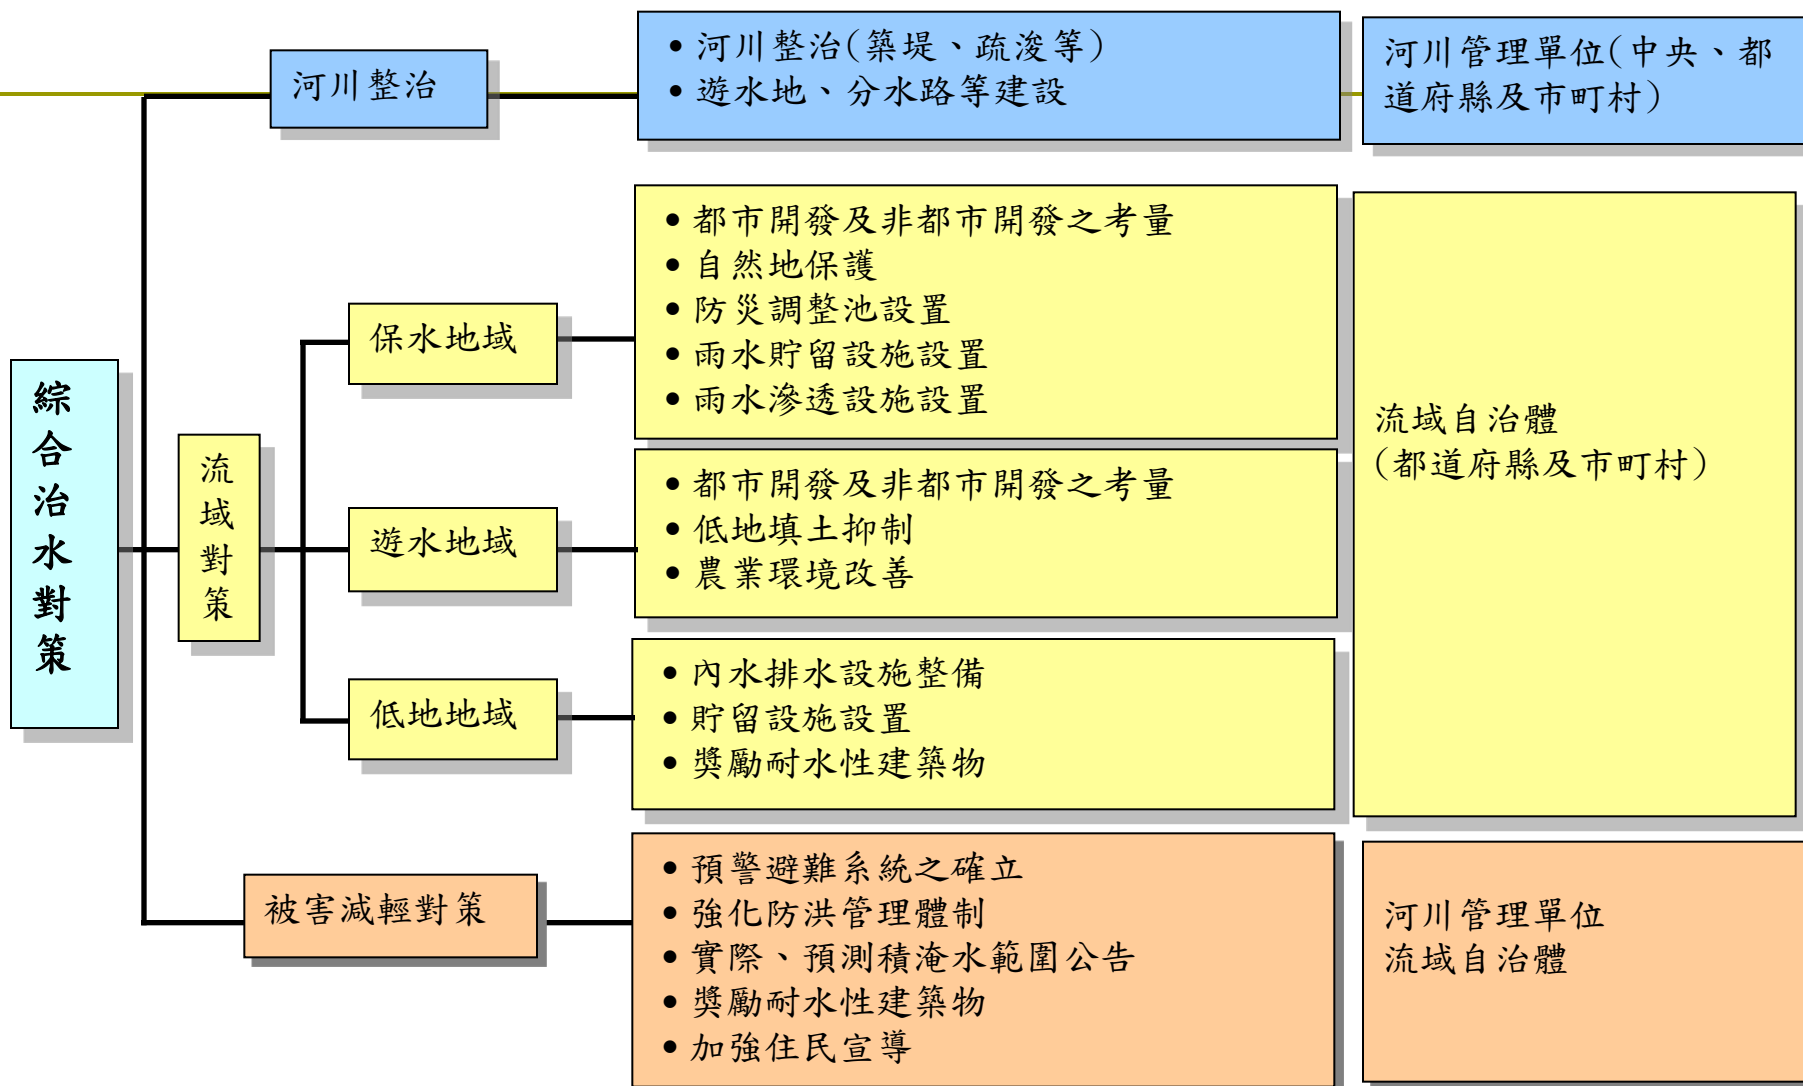 綜合治水對策
河川整治
• 河川整治(築堤、疏浚等)
• 遊水地、分水路等建設
河川管理單位(中央、都
道府縣及市町村)
流域對策
保水地域
• 都市開發及非都市開發之考量
• 自然地保護
• 防災調整池設置
• 雨水貯留設施設置
• 雨水滲透設施設置
遊水地域
• 都市開發及非都市開發之考量
• 低地填土抑制
• 農業環境改善
低地地域
• 內水排水設施整備
• 貯留設施設置
• 獎勵耐水性建築物
流域自治體
(都道府縣及市町村)
被害減輕對策
• 預警避難系統之確立
• 強化防洪管理體制
• 實際、預測積淹水範圍公告
• 獎勵耐水性建築物
• 加強住民宣導
河川管理單位
流域自治體